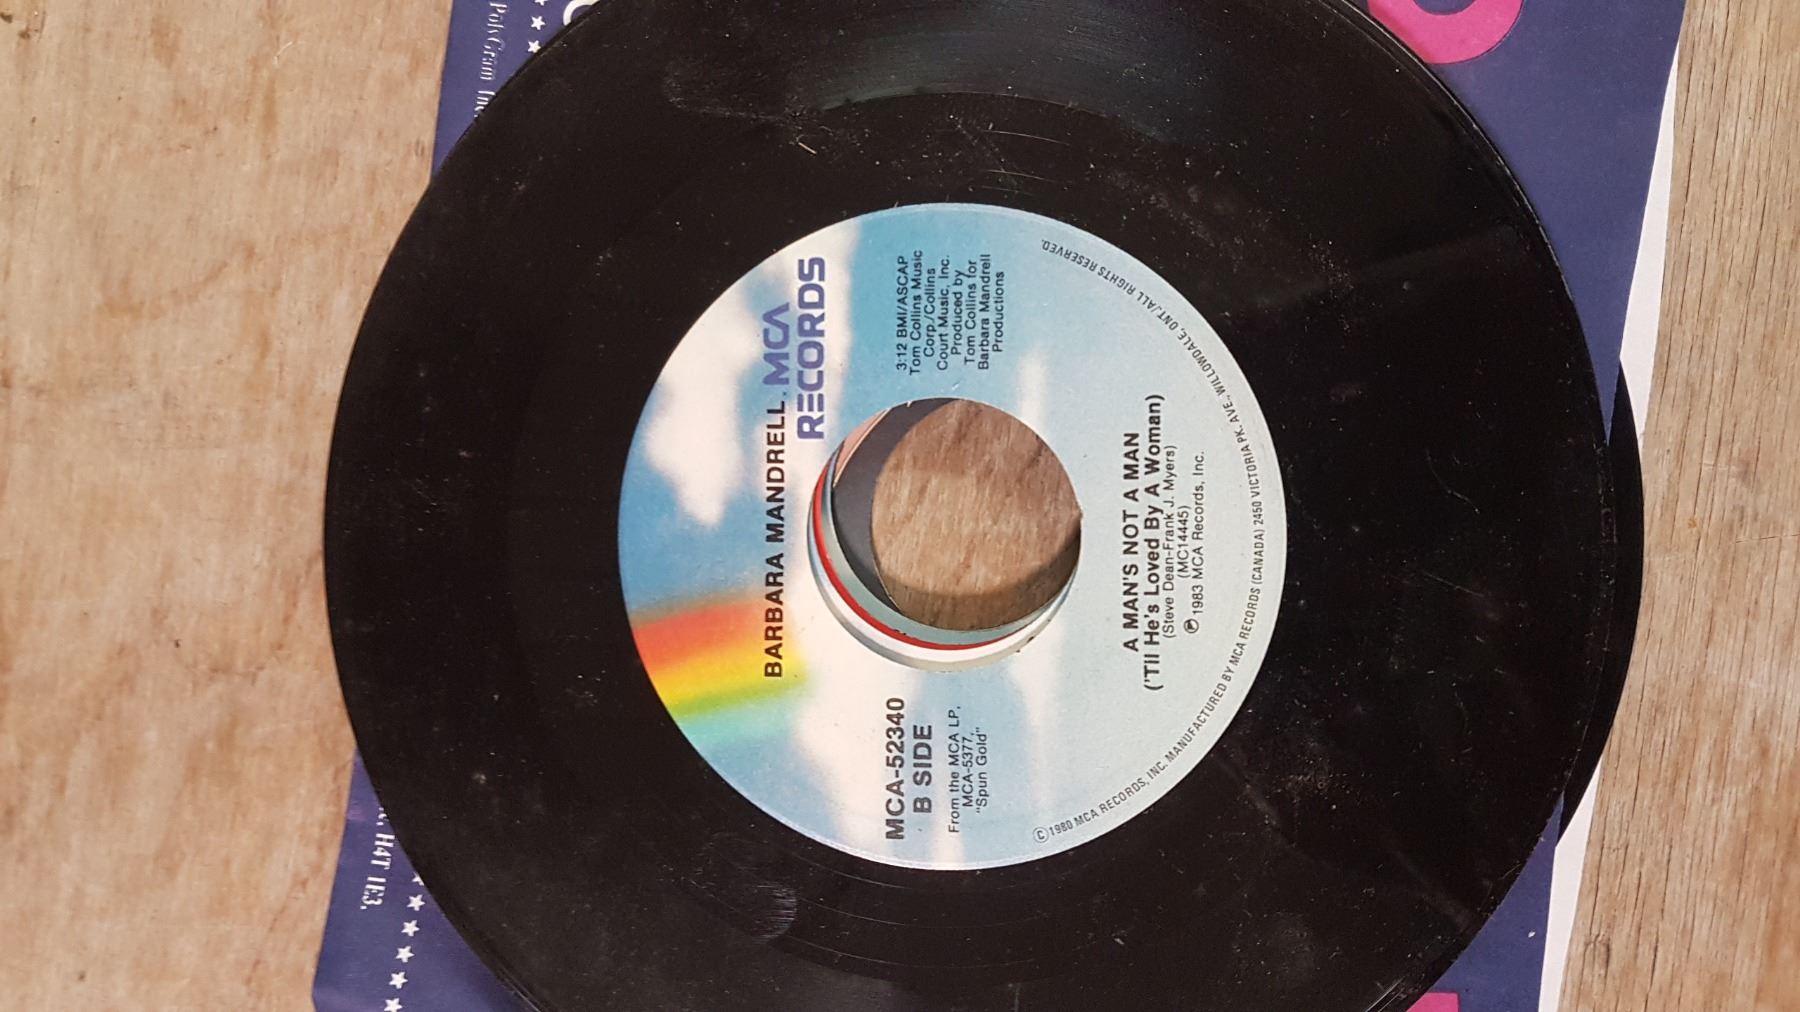 BARBARA MANDRELL
MCA
RECORDS
MCA-52340
B SIDE
From the MCA LP,
MCA-5377,
"Spun Gold"
3:12 BMI/ASCAP
Tom Collins Music
Corp./Collins
Court Music, Inc.
Produced by
Tom Collins for
Barbara Mandrell
Productions
A MAN'S NOT A MAN
('Til He's Loved By A Woman)
(Steve Dean-Frank J. Myers)
(MC14445)
℗ 1983 MCA Records, Inc.
©1980 MCA RECORDS, INC. MANUFACTURED BY MCA RECORDS (CANADA) 2450 VICTORIA PK. AVE., WILLOWDALE, ONT./ALL RIGHTS RESERVED.
PolyGram
H4T 1E3.